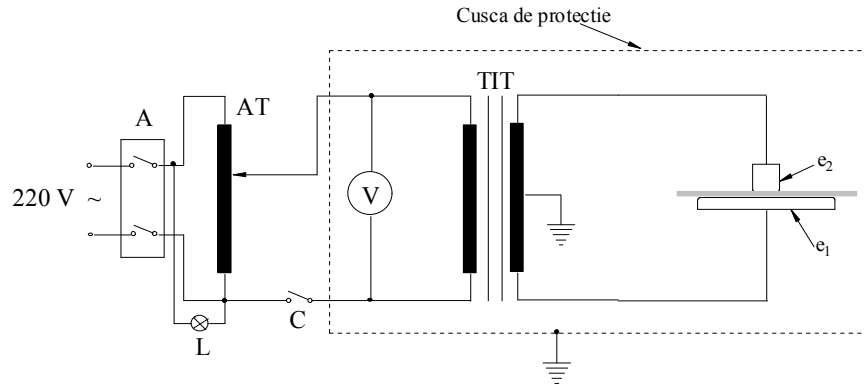 Cusca de protectie
TIT
A
AT
220 V ~
V
e2
e1
C
L